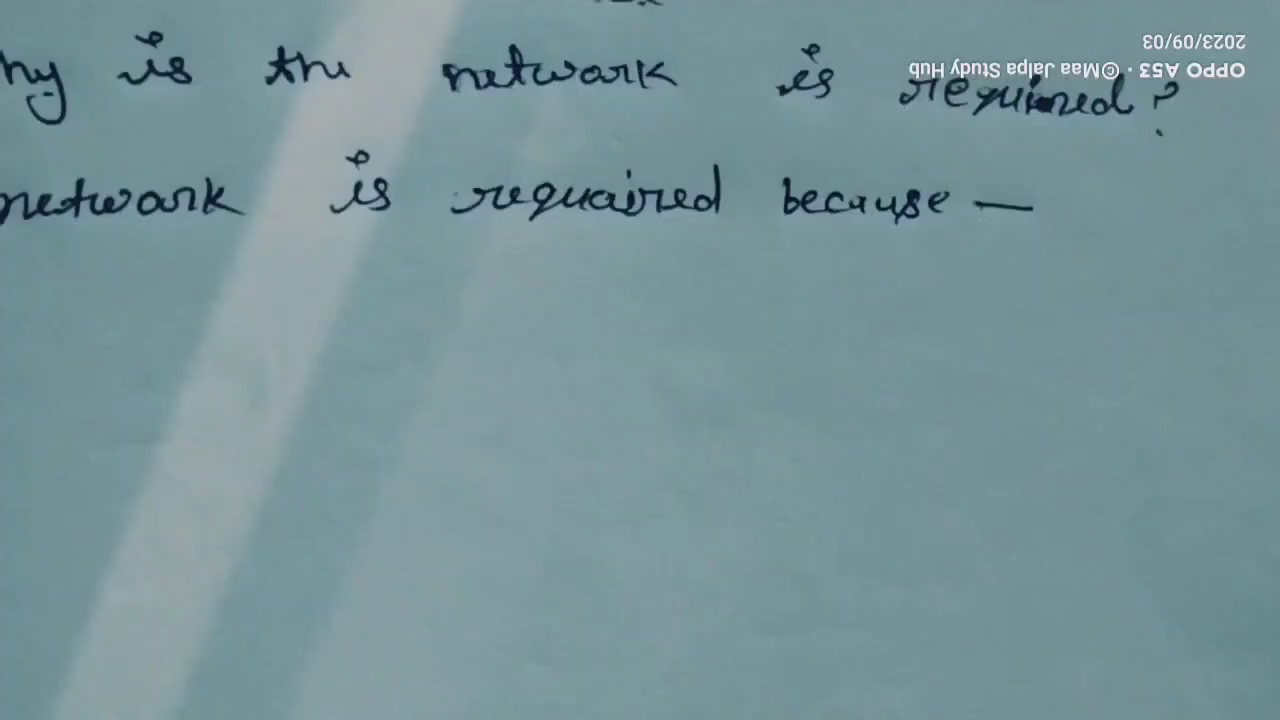 hy is the network is required?
network is requaired because —
OPPO A53 · ©Maa Jalpa Study Hub
2023/09/03